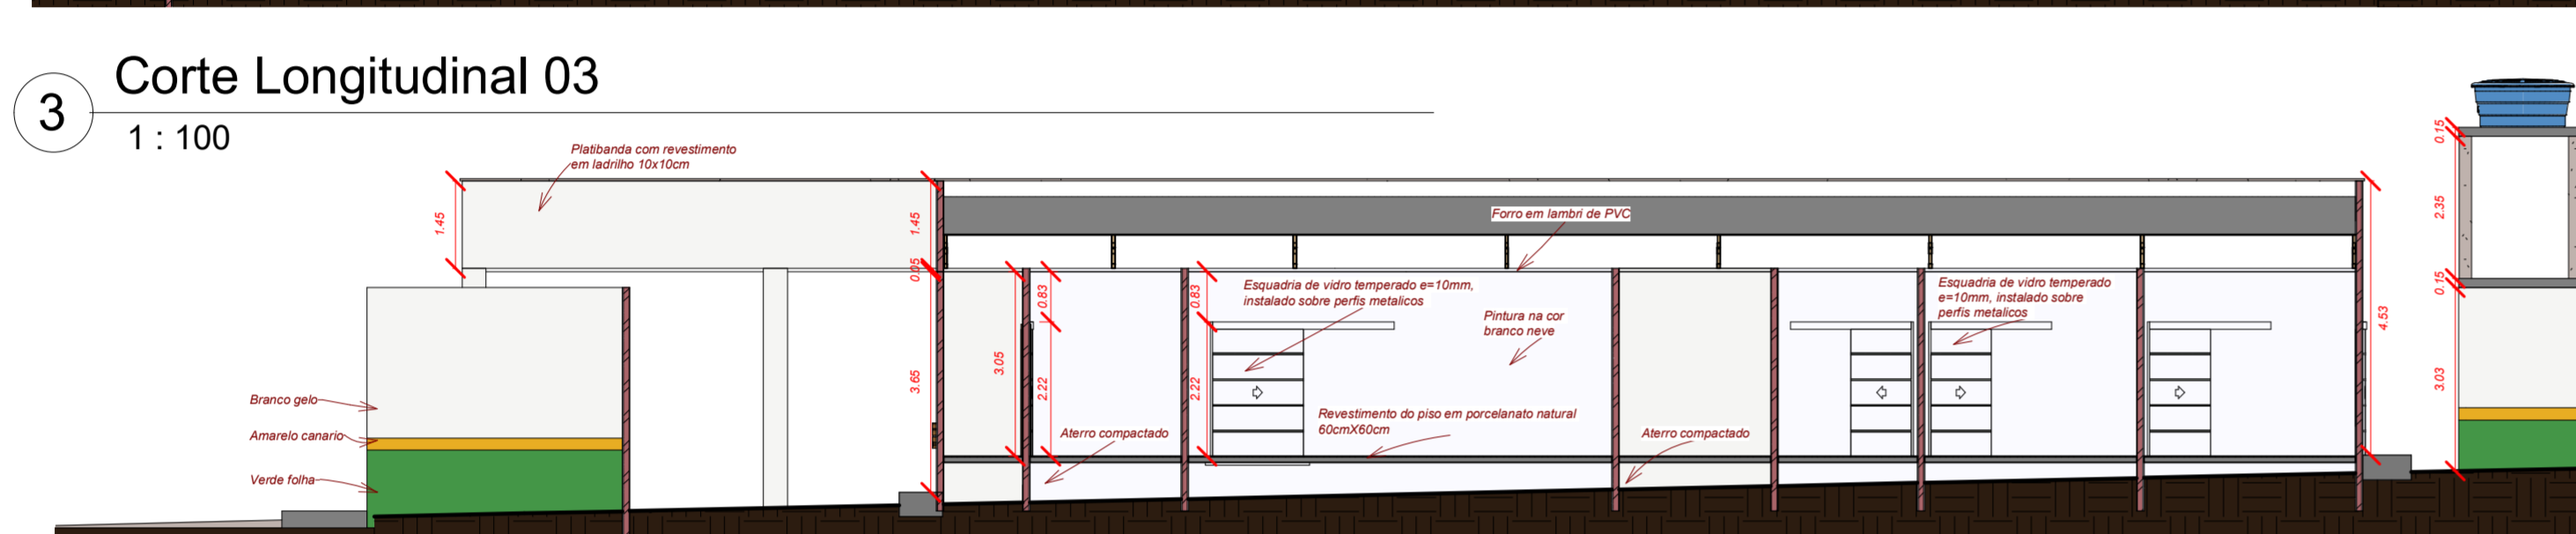 3
Corte Longitudinal 03
1 : 100
Platibanda com revestimento
em ladrilho 10x10cm
1.45
1.45
0.05
3.65
3.05
0.83
2.22
0.83
2.22
Forro em lambri de PVC
Esquadria de vidro temperado e=10mm,
instalado sobre perfis metalicos
Pintura na cor
branco neve
Esquadria de vidro temperado
e=10mm, instalado sobre
perfis metalicos
Revestimento do piso em porcelanato natural
60cmX60cm
Aterro compactado
Aterro compactado
Branco gelo
Amarelo canario
Verde folha
4.53
0.15
2.35
0.15
3.03